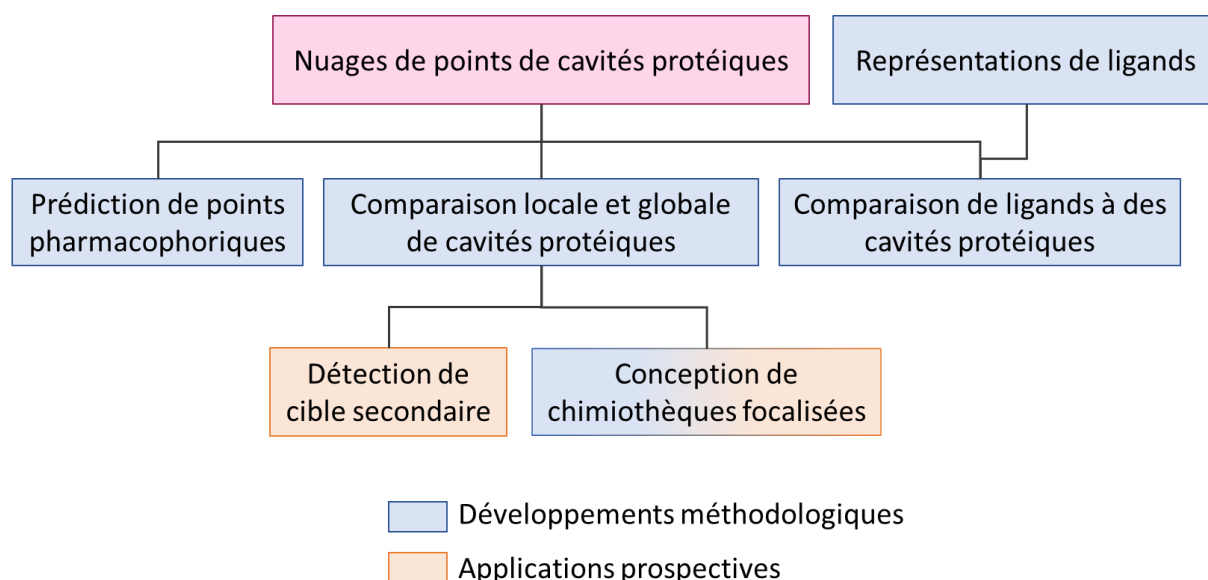 Nuages de points de cavités protéiques
Représentations de ligands
Prédiction de points
pharmacophoriques
Comparaison locale et globale
de cavités protéiques
Comparaison de ligands à des
cavités protéiques
Détection de
cible secondaire
Conception de
chimiothèques focalisées
Développements méthodologiques
Applications prospectives